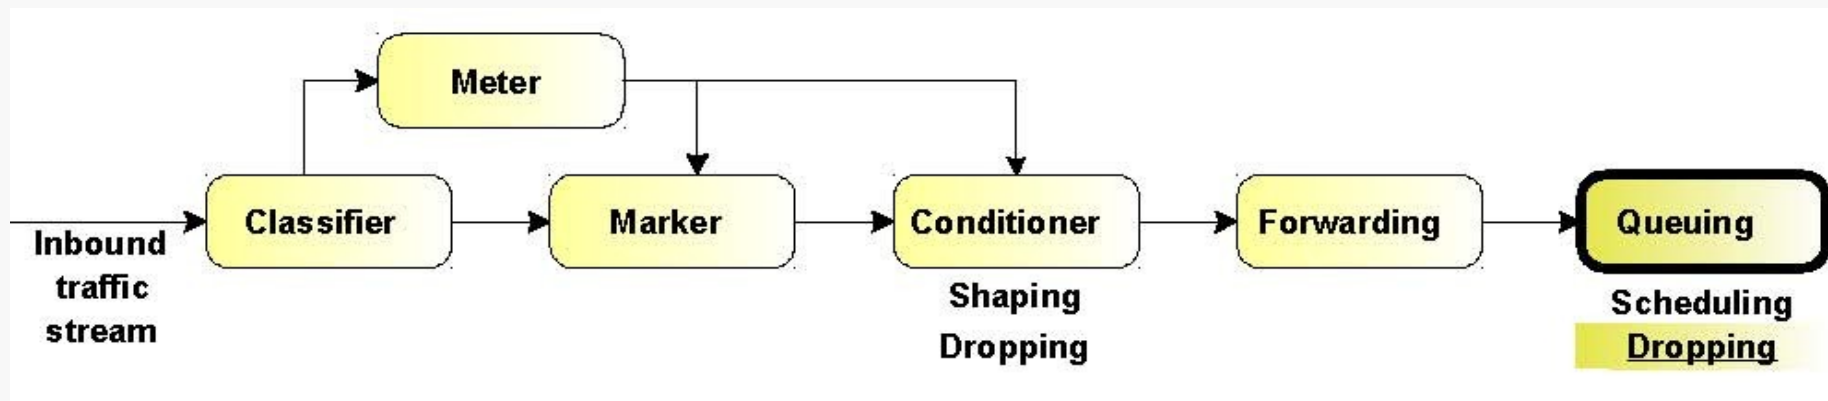 Meter
Classifier
Marker
Conditioner
Forwarding
Queuing
Inbound
traffic
stream
Shaping
Dropping
Scheduling
Dropping